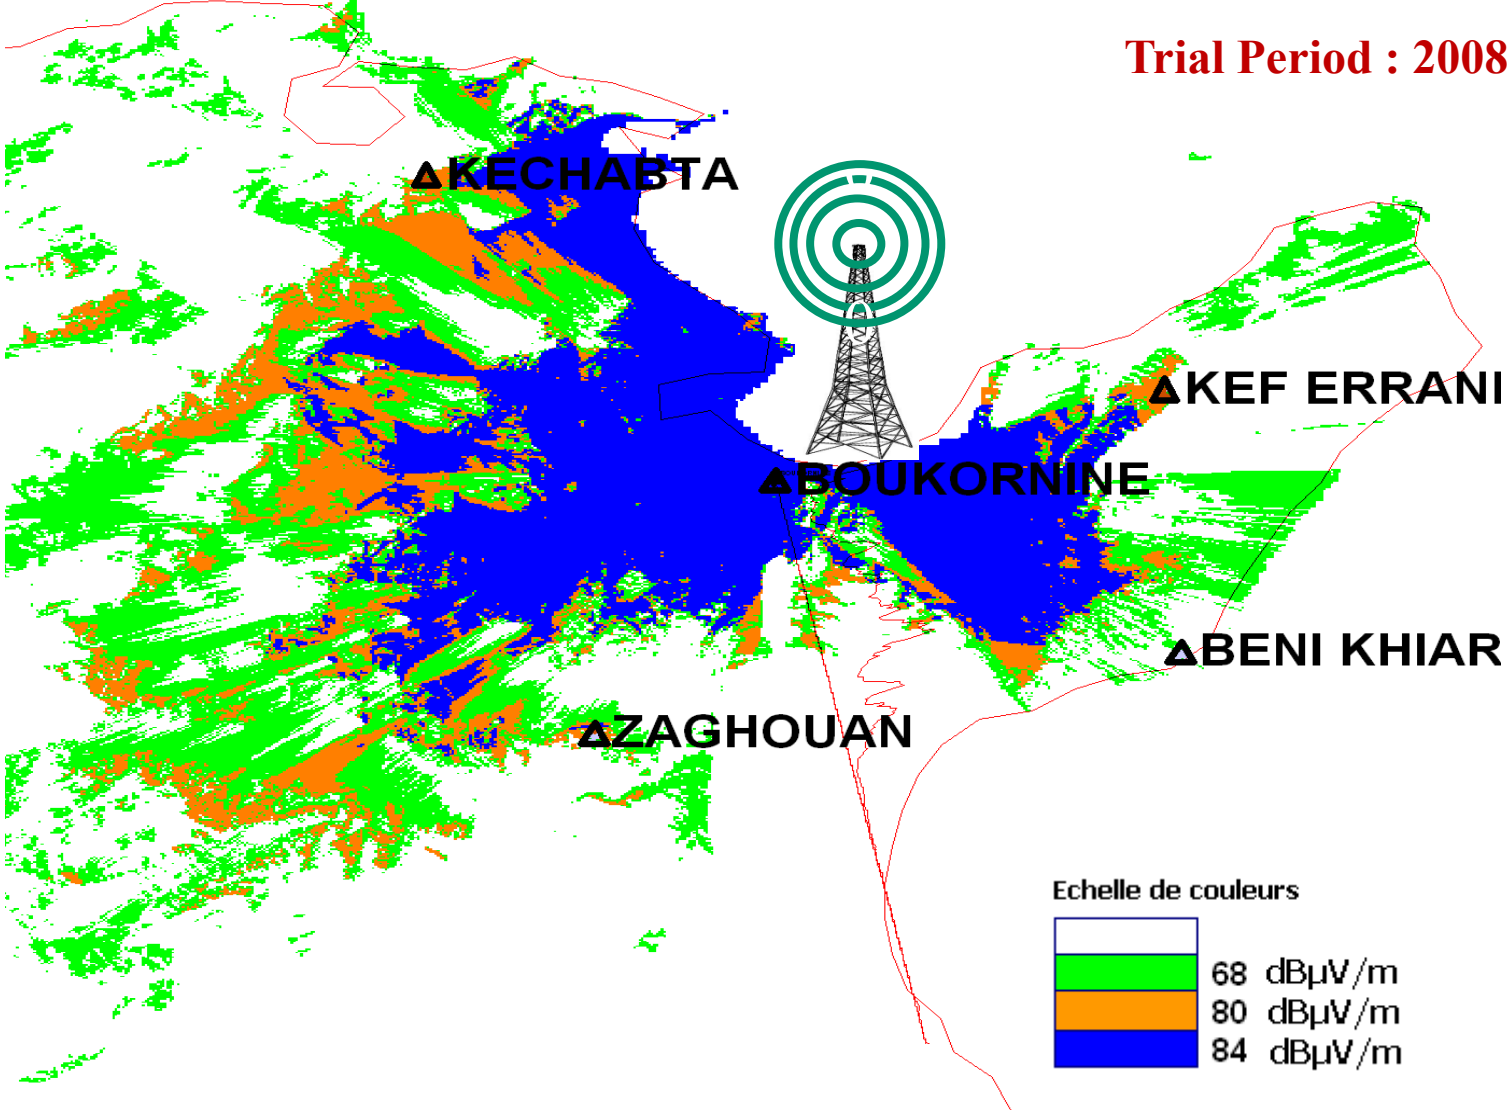 Trial Period : 2008
KECHABTA
KEF ERRANI
BOUKORNINE
BENI KHIAR
ZAGHOUAN
Echelle de couleurs
68 dBµV/m
80 dBµV/m
84 dBµV/m